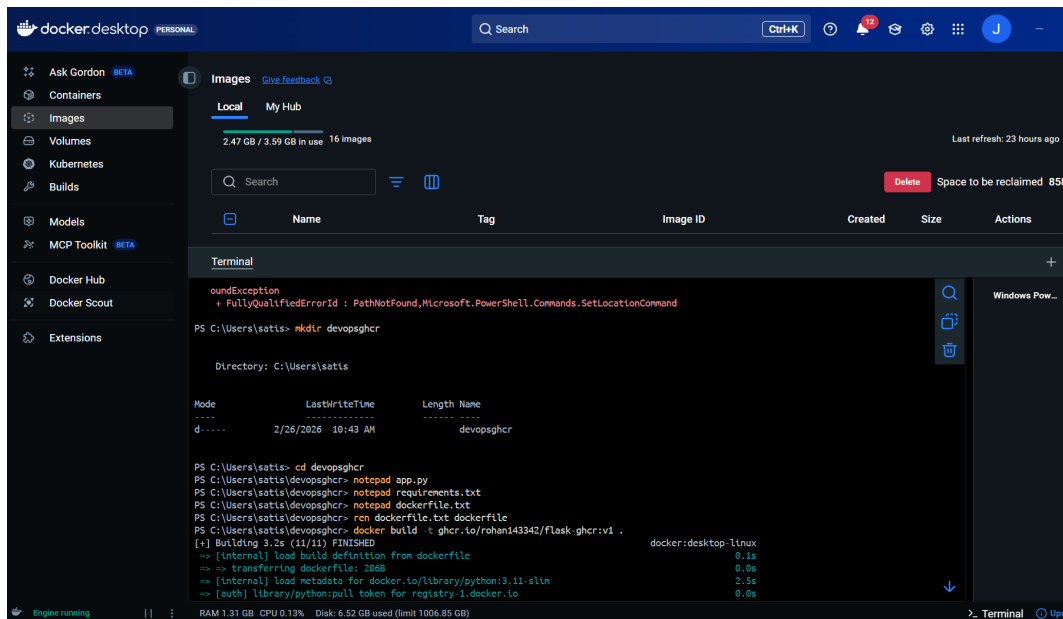 docker.desktop PERSONAL
Search
Ctrl+K
12
J
Ask Gordon BETA
Containers
Images
Volumes
Kubernetes
Builds
Models
MCP Toolkit BETA
Docker Hub
Docker Scout
Extensions
Images Give feedback
Local My Hub
2.47 GB / 3.59 GB in use 16 images
Last refresh: 23 hours ago
Search
Delete Space to be reclaimed 858
Name Tag Image ID Created Size Actions
Terminal
Windows Pow...
oundException
+ FullyQualifiedErrorId : PathNotFound,Microsoft.PowerShell.Commands.SetLocationCommand
PS C:\Users\satis> mkdir devopsghcr
Directory: C:\Users\satis
Mode LastWriteTime Length Name
---- ------------- ------ ----
d----- 2/26/2026 10:43 AM devopsghcr
PS C:\Users\satis> cd devopsghcr
PS C:\Users\satis\devopsghcr> notepad app.py
PS C:\Users\satis\devopsghcr> notepad requirements.txt
PS C:\Users\satis\devopsghcr> notepad dockerfile.txt
PS C:\Users\satis\devopsghcr> ren dockerfile.txt dockerfile
PS C:\Users\satis\devopsghcr> docker build -t ghcr.io/rohan143342/flask-ghcr:v1 .
[+] Building 3.2s (11/11) FINISHED docker:desktop-linux
=> [internal] load build definition from dockerfile 0.1s
=> => transferring dockerfile: 206B 0.0s
=> [internal] load metadata for docker.io/library/python:3.11-slim 2.5s
=> [auth] library/python:pull token for registry-1.docker.io 0.0s
Engine running RAM 1.31 GB CPU 0.13% Disk: 6.52 GB used (limit 1006.85 GB) >_ Terminal